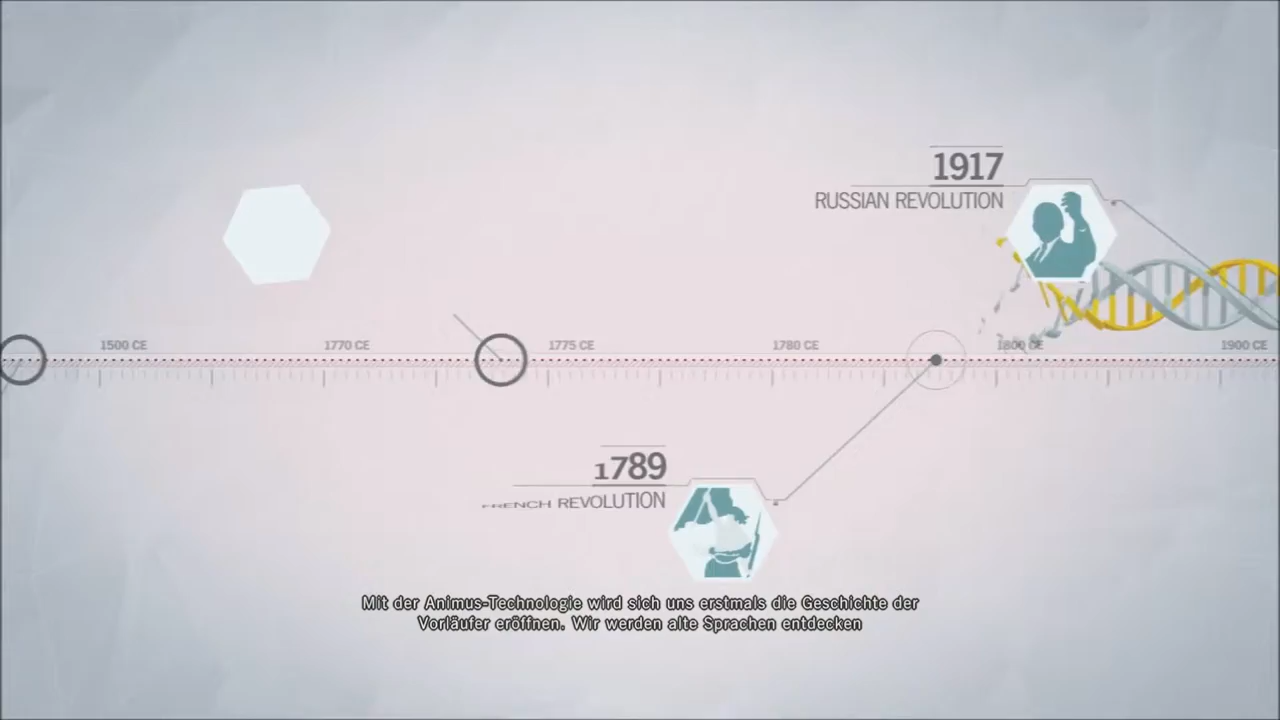 1917
RUSSIAN REVOLUTION
1500 CE
1770 CE
1775 CE
1780 CE
1800 CE
1900 CE
1789
FRENCH REVOLUTION
Mit der Animus-Technologie wird sich uns erstmals die Geschichte der
Vorläufer eröffnen. Wir werden alte Sprachen entdecken